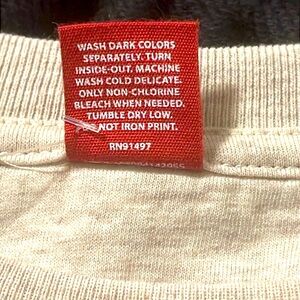 WASH DARK COLORS
SEPARATELY. TURN
INSIDE-OUT. MACHINE
WASH COLD DELICATE.
ONLY NON-CHLORINE
BLEACH WHEN NEEDED.
TUMBLE DRY LOW.
NOT IRON PRINT.
RN91497